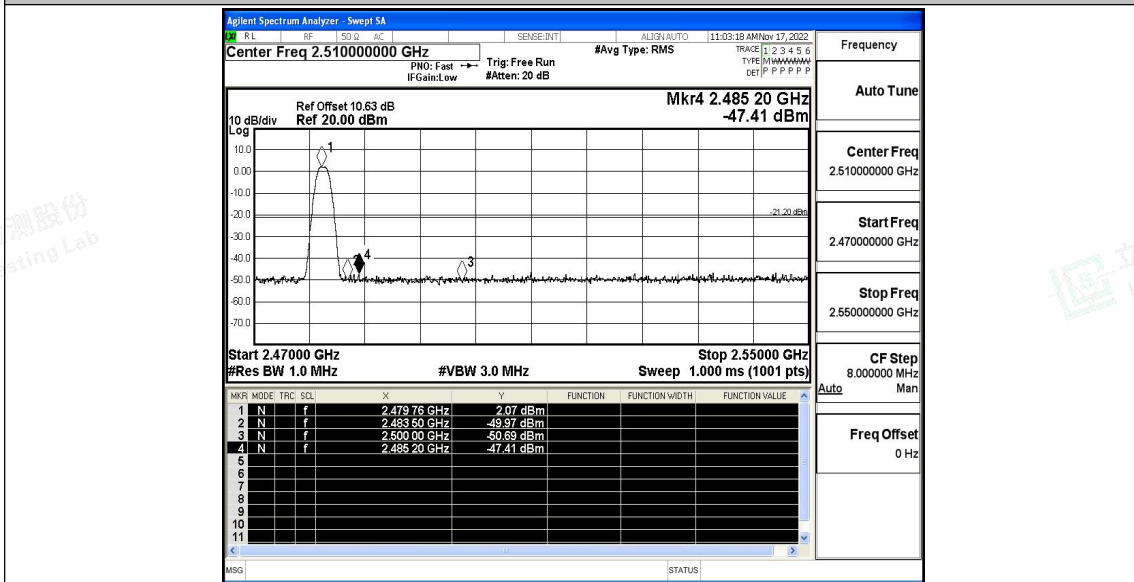 Agilent Spectrum Analyzer - Swept SA
LXI RL RF 50 Ω AC SENSE:INT ALIGN AUTO 11:03:18 AM Nov 17, 2022
Center Freq 2.510000000 GHz
PNO: Fast
IFGain:Low
Trig: Free Run
#Atten: 20 dB
#Avg Type: RMS
TRACE 1 2 3 4 5 6
TYPE M
DET P P P P P P
Mkr4 2.485 20 GHz
-47.41 dBm
Ref Offset 10.63 dB
10 dB/div Ref 20.00 dBm
Log
10.0
0.00
-10.0
-20.0
-30.0
-40.0
-50.0
-60.0
-70.0
1
4
3
-21.20 dBm
Start 2.47000 GHz Stop 2.55000 GHz
#Res BW 1.0 MHz #VBW 3.0 MHz Sweep 1.000 ms (1001 pts)
MKR MODE TRC SCL X Y FUNCTION FUNCTION WIDTH FUNCTION VALUE
1 N f 2.479 76 GHz 2.07 dBm
2 N f 2.483 50 GHz -49.97 dBm
3 N f 2.500 00 GHz -50.69 dBm
4 N f 2.485 20 GHz -47.41 dBm
5
6
7
8
9
10
11
MSG STATUS
Frequency
Auto Tune
Center Freq
2.510000000 GHz
Start Freq
2.470000000 GHz
Stop Freq
2.550000000 GHz
CF Step
8.000000 MHz
Auto Man
Freq Offset
0 Hz
测股份
sting Lab
立